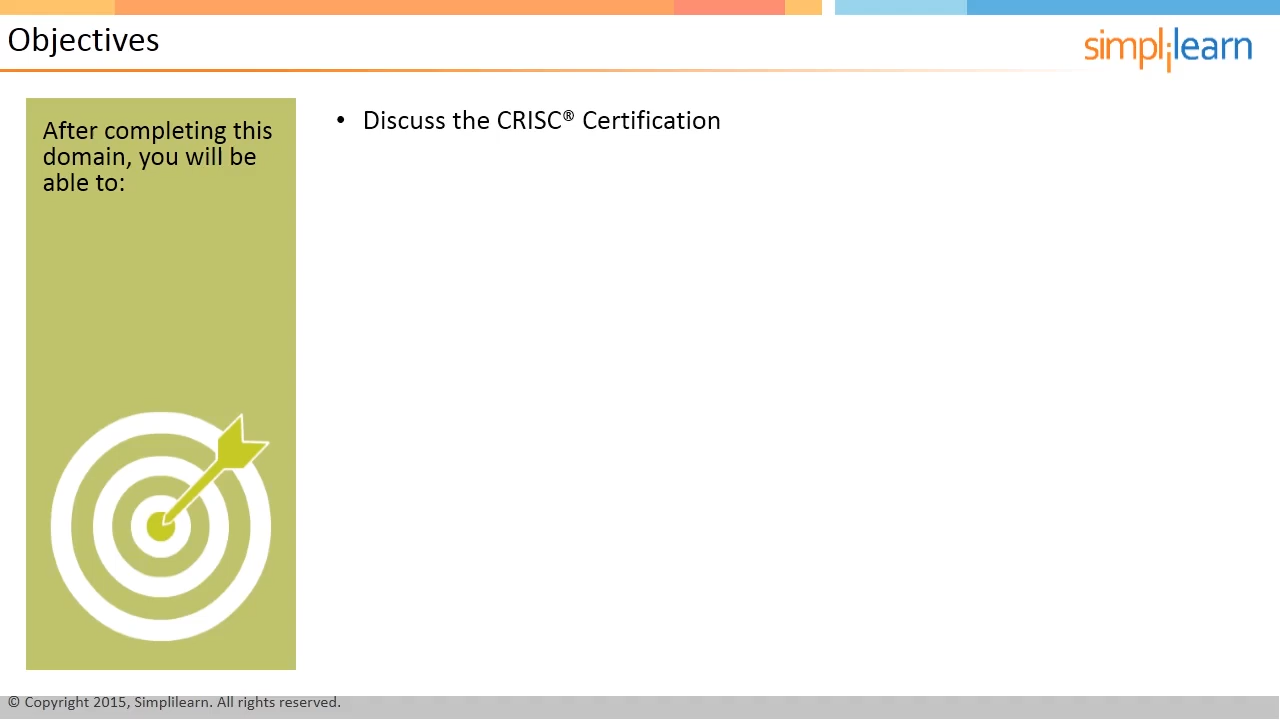 Objectives
simplilearn
After completing this
domain, you will be
able to:
• Discuss the CRISC® Certification
© Copyright 2015, Simplilearn. All rights reserved.